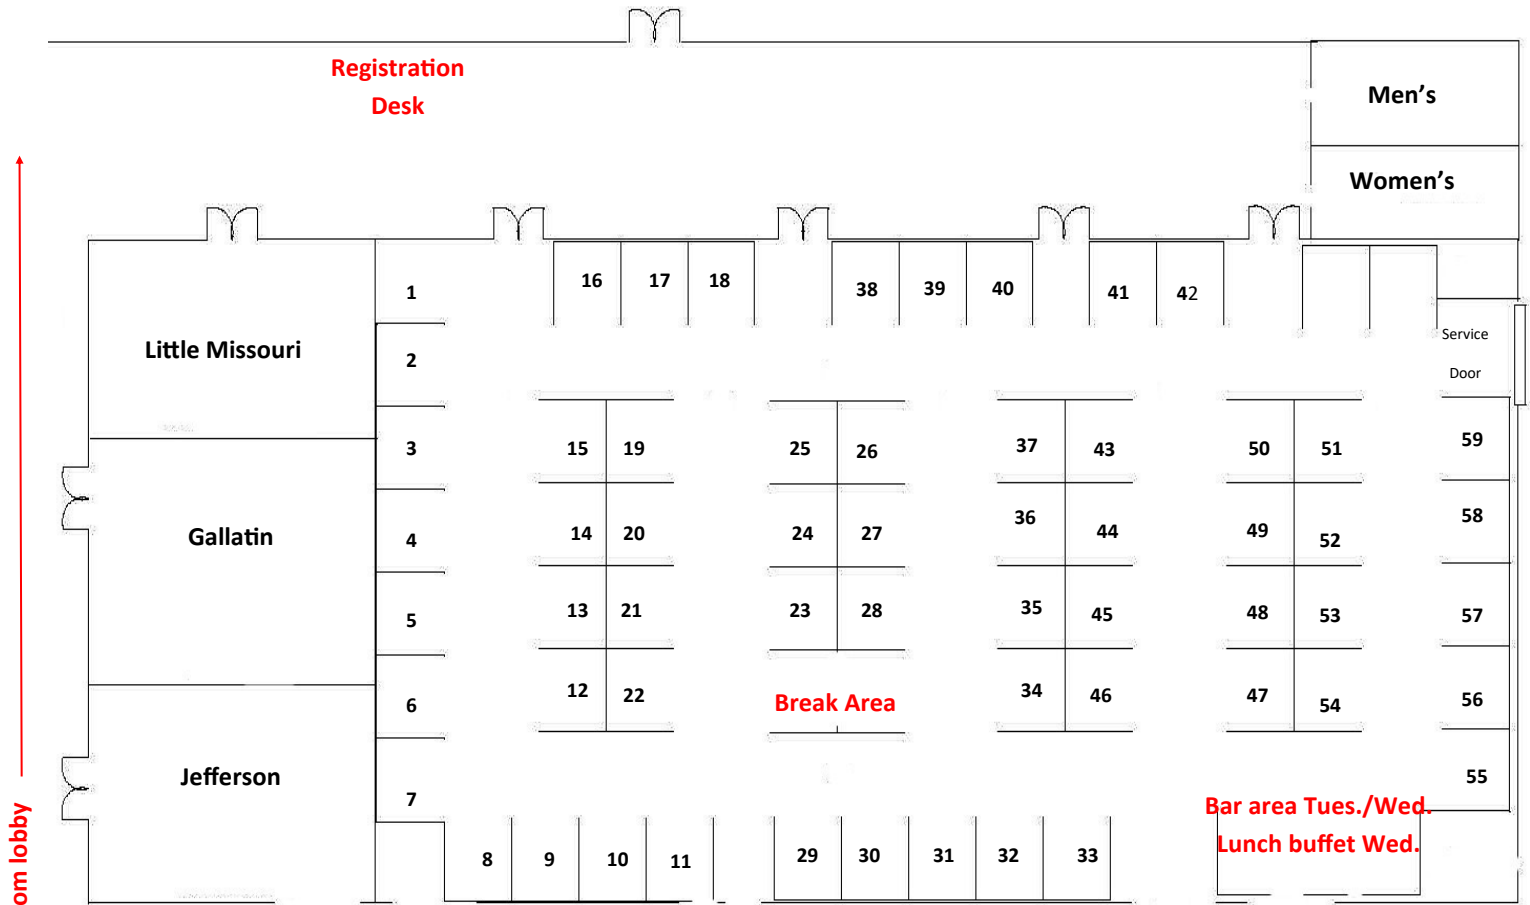 Registration
Desk
Men's
Women's
1
16 17 18
38 39 40
41 42
Little Missouri
2
Service
Door
3
15 19
25 26
37 43
50 51
59
Gallatin
4
14 20
24 27
36 44
49 52
58
5
13 21
23 28
35 45
48 53
57
6
12 22
Break Area
34 46
47 54
56
Jefferson
7
55
Bar area Tues./Wed.
Lunch buffet Wed.
8 9 10 11
29 30 31 32 33
om lobby